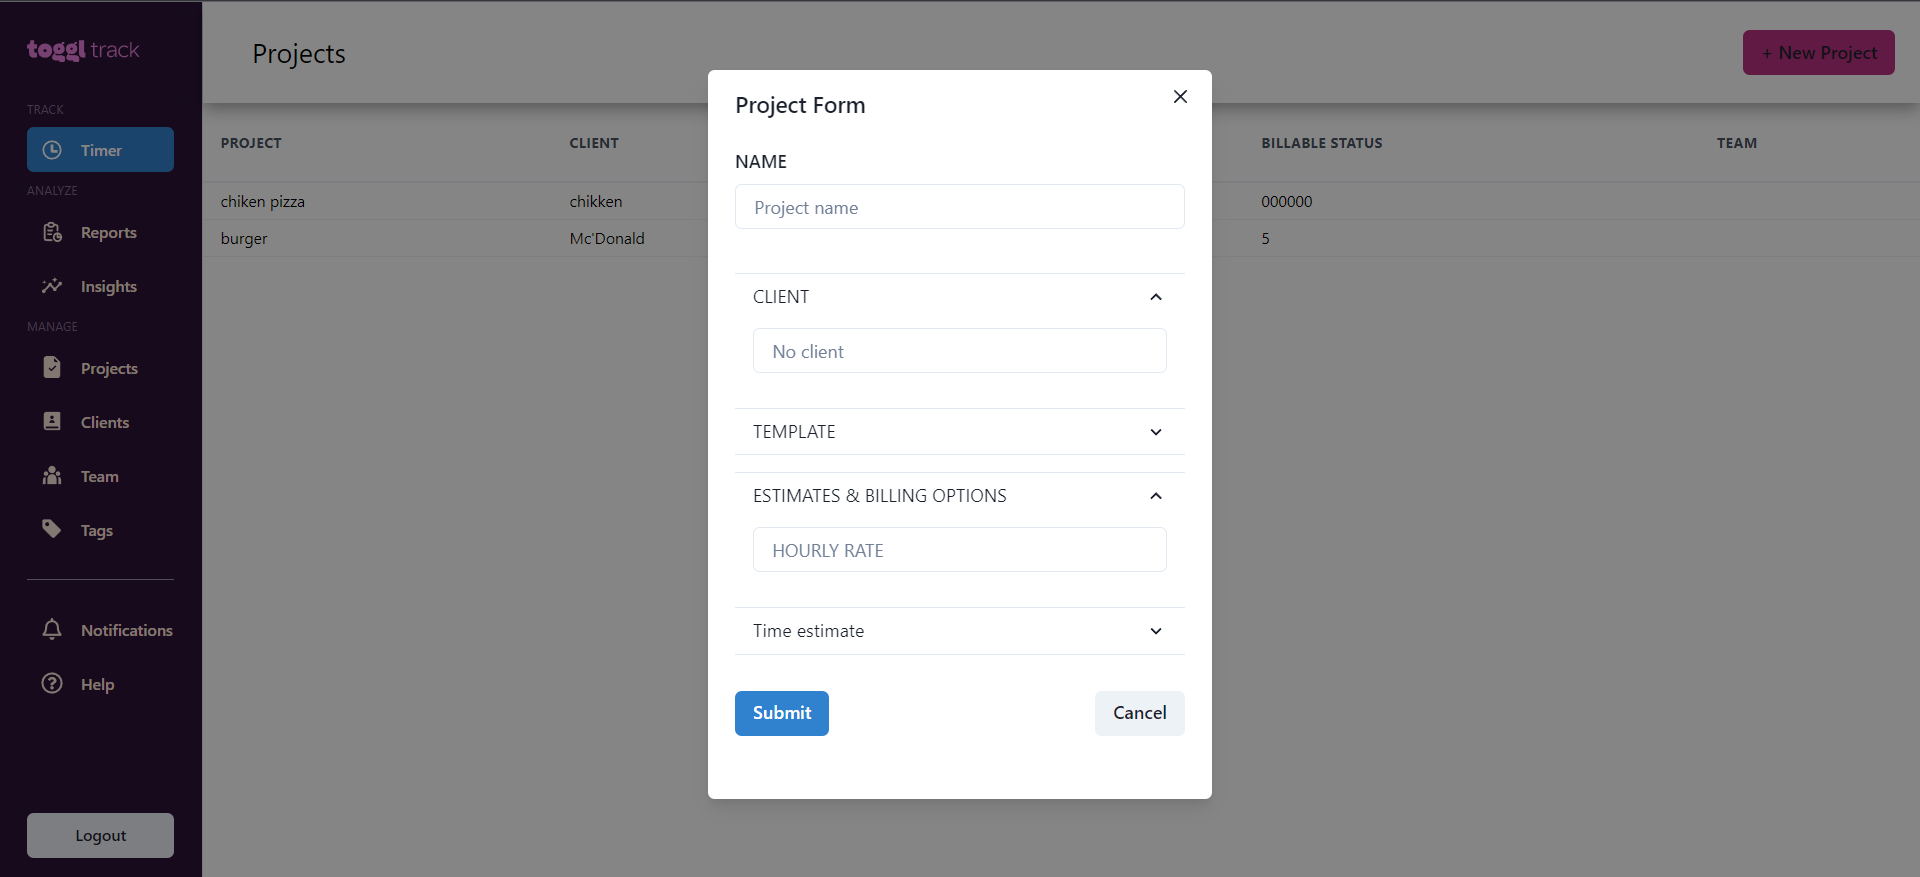 toggl track
TRACK
Timer
ANALYZE
Reports
Insights
MANAGE
Projects
Clients
Team
Tags
Notifications
Help
Logout
Projects
+ New Project
PROJECT CLIENT BILLABLE STATUS TEAM
chiken pizza chikken 000000
burger Mc'Donald 5
Project Form
NAME
Project name
CLIENT
No client
TEMPLATE
ESTIMATES & BILLING OPTIONS
HOURLY RATE
Time estimate
Submit Cancel